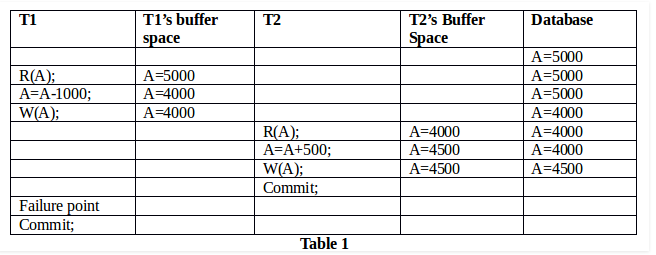 T1 T1’s buffer space T2 T2’s Buffer Space Database
A=5000
R(A); A=5000 A=5000
A=A-1000; A=4000 A=5000
W(A); A=4000 A=4000
R(A); A=4000 A=4000
A=A+500; A=4500 A=4000
W(A); A=4500 A=4500
Commit;
Failure point
Commit;
Table 1